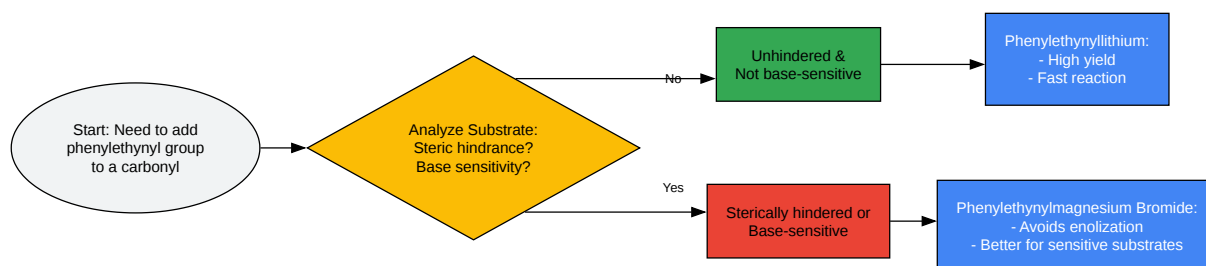 Start: Need to add
phenylethynyl group
to a carbonyl
Analyze Substrate:
Steric hindrance?
Base sensitivity?
No
Unhindered &
Not base-sensitive
Phenylethynyllithium:
- High yield
- Fast reaction
Yes
Sterically hindered or
Base-sensitive
Phenylethynylmagnesium Bromide:
- Avoids enolization
- Better for sensitive substrates